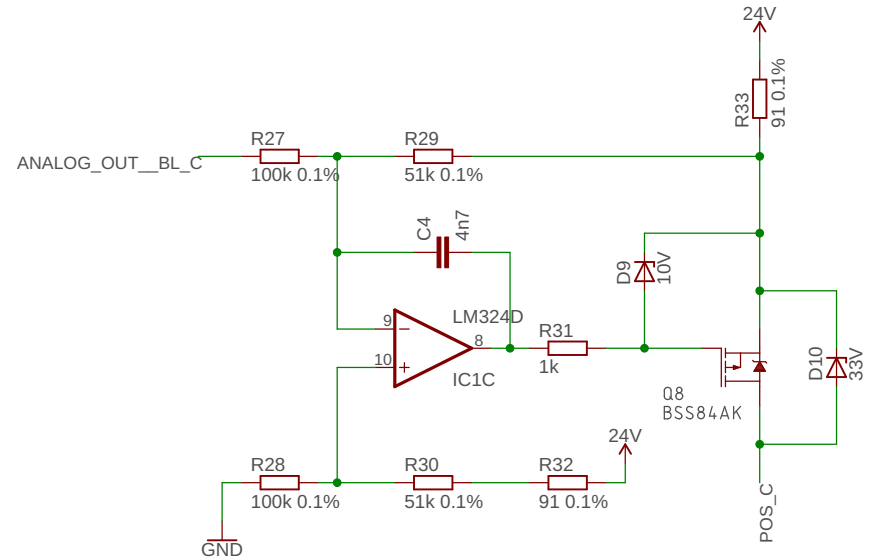 24V
R33
91 0.1%
R27
R29
ANALOG_OUT__BL_C
100k 0.1%
51k 0.1%
C4
4n7
D9
10V
9
LM324D
8
R31
10
IC1C
1k
D10
33V
Q8
BSS84AK
24V
R28
R30
R32
100k 0.1%
51k 0.1%
91 0.1%
POS_C
GND